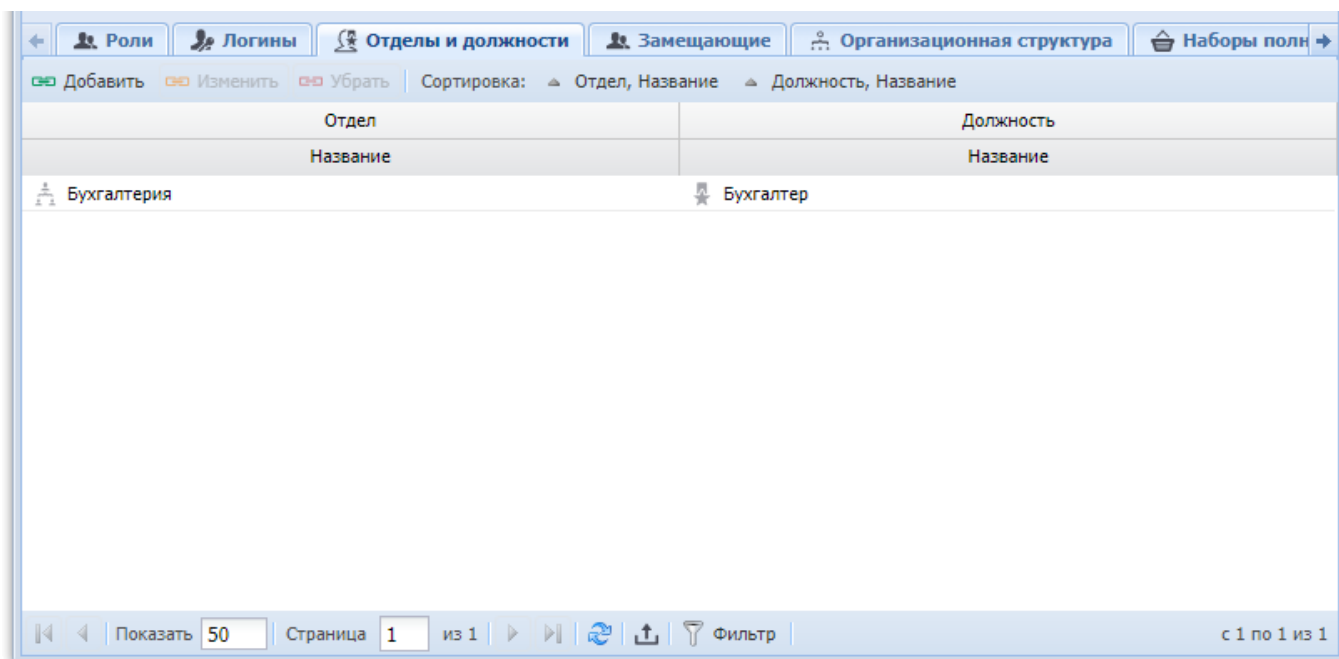 Роли Логины Отделы и должности Замещающие Организационная структура Наборы полн
Добавить Изменить Убрать Сортировка: Отдел, Название Должность, Название
Отдел Должность
Название Название
Бухгалтерия Бухгалтер
Показать 50 Страница 1 из 1 Фильтр с 1 по 1 из 1